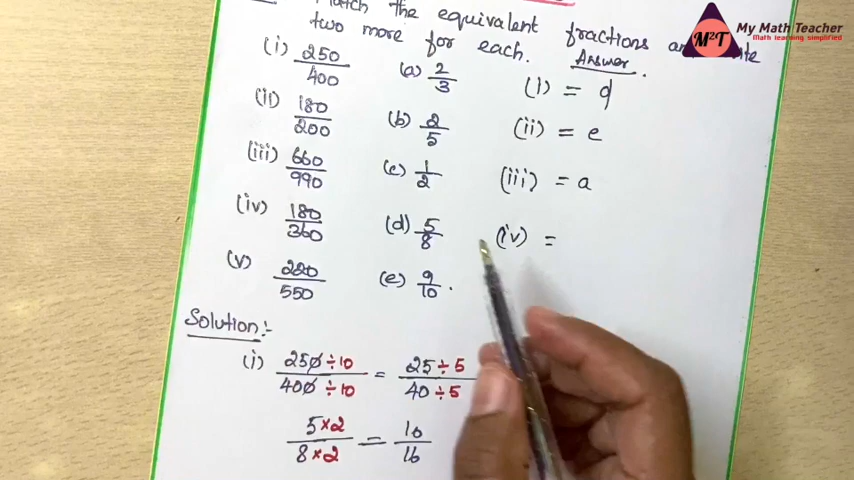 Match the equivalent fractions
two more for each.
Answer
(i) 250/400 (a) 2/3 (i) = d
(ii) 180/200 (b) 2/5 (ii) = e
(iii) 660/990 (c) 1/2 (iii) = a
(iv) 180/360 (d) 5/8 (iv) =
(v) 220/550 (e) 9/10.
Solution:-
(i) 250÷10/400÷10 = 25÷5/40÷5
5×2/8×2 = 10/16
M²T
My Math Teacher
Math learning simplified